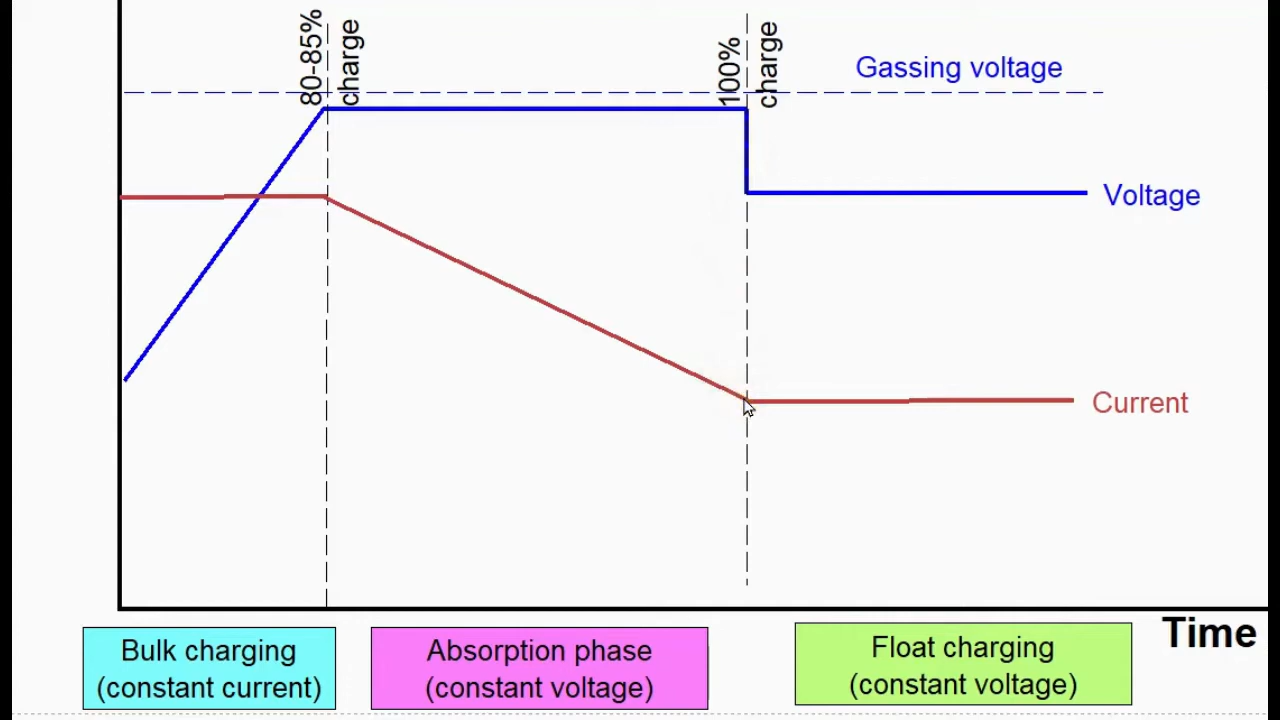 80-85%
charge
100%
charge
Gassing voltage
Voltage
Current
Time
Bulk charging
(constant current)
Absorption phase
(constant voltage)
Float charging
(constant voltage)